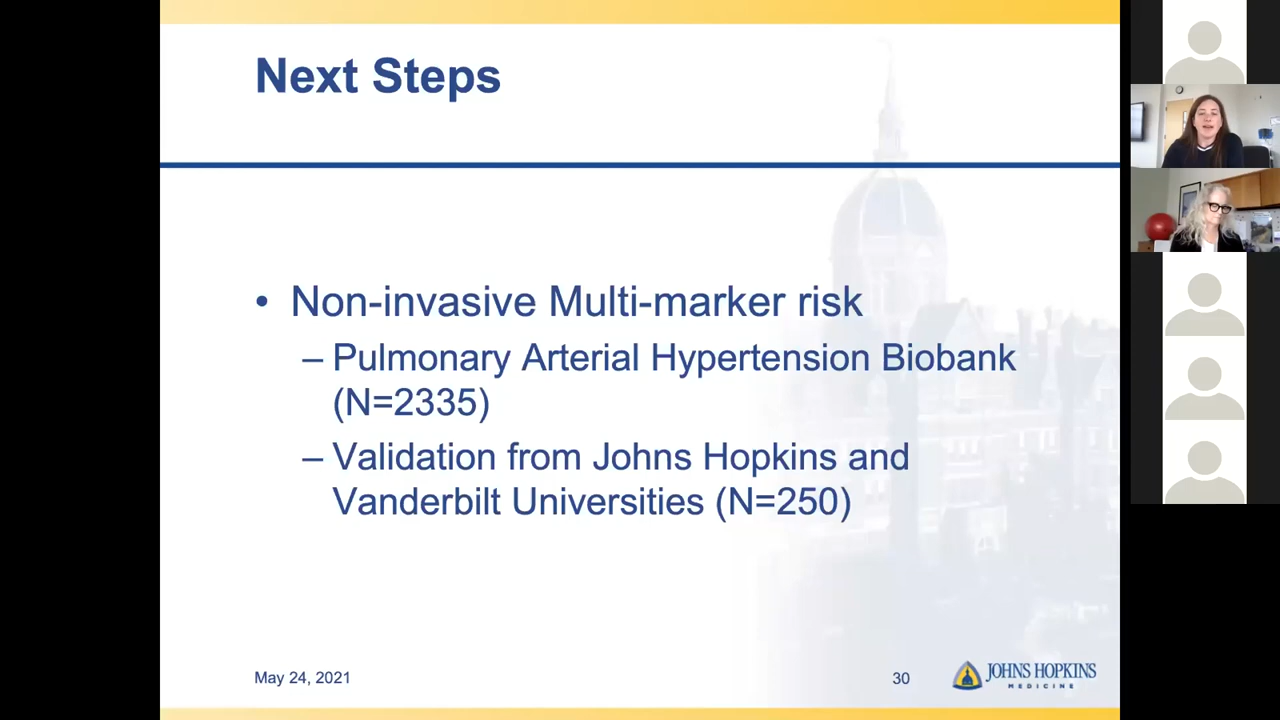 Next Steps
• Non-invasive Multi-marker risk
– Pulmonary Arterial Hypertension Biobank
(N=2335)
– Validation from Johns Hopkins and
Vanderbilt Universities (N=250)
May 24, 2021
30
JOHNS HOPKINS
MEDICINE